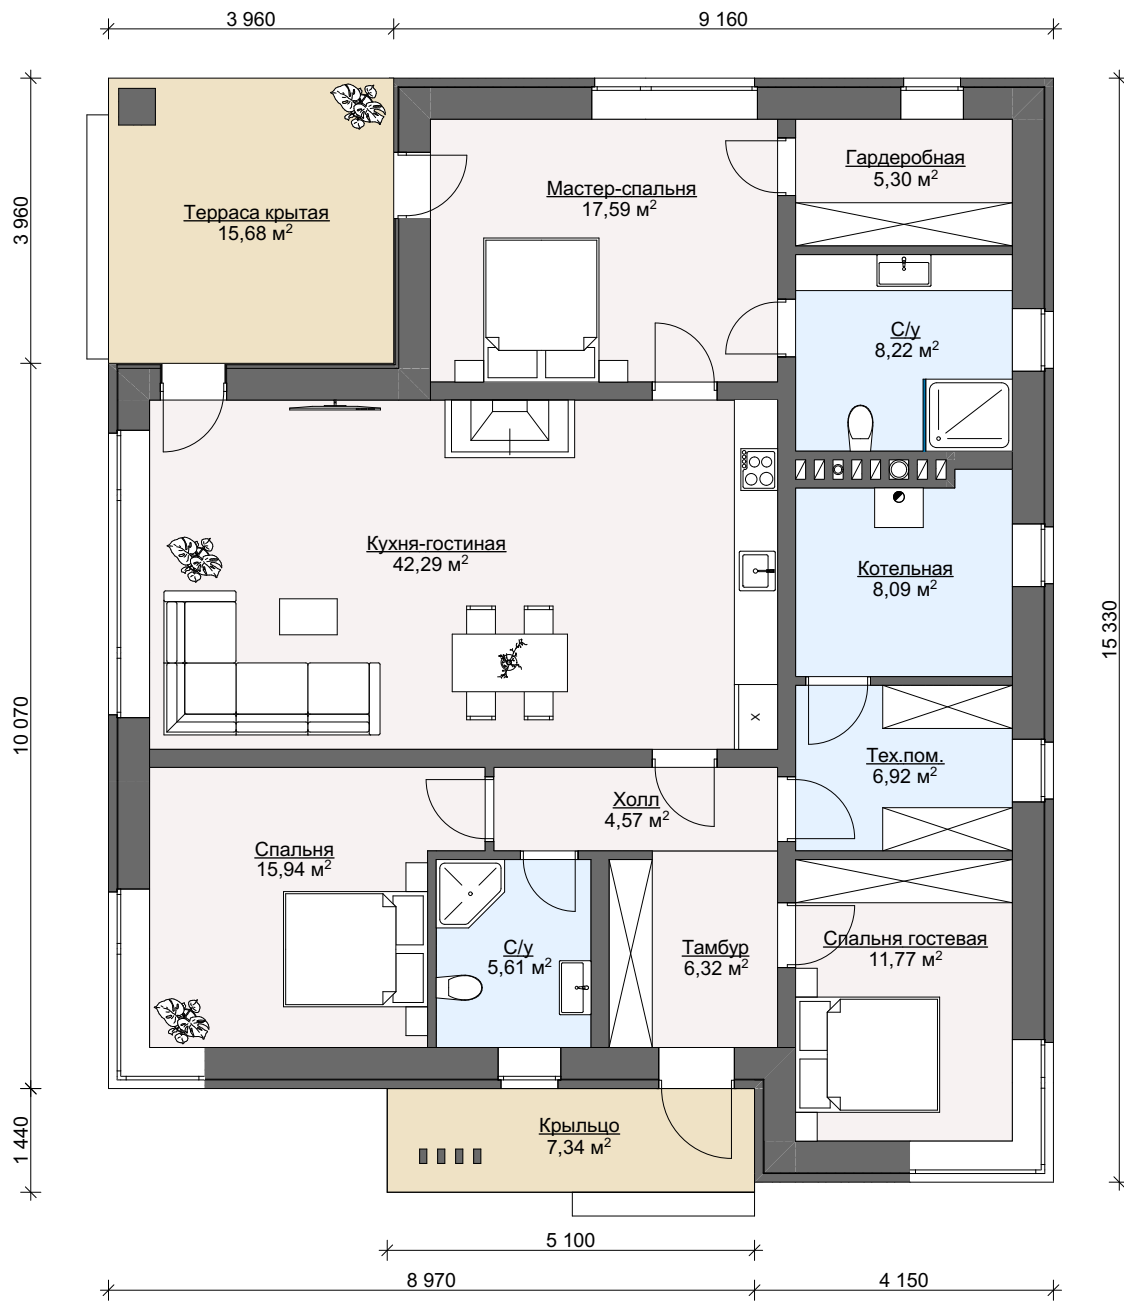 3 960
9 160
3 960
Терраса крытая
15,68 м²
Мастер-спальня
17,59 м²
Гардеробная
5,30 м²
С/у
8,22 м²
Кухня-гостиная
42,29 м²
Котельная
8,09 м²
15 330
10 070
X
Тех.пом.
6,92 м²
Холл
4,57 м²
Спальня
15,94 м²
С/у
5,61 м²
Тамбур
6,32 м²
Спальня гостевая
11,77 м²
1 440
Крыльцо
7,34 м²
5 100
8 970
4 150